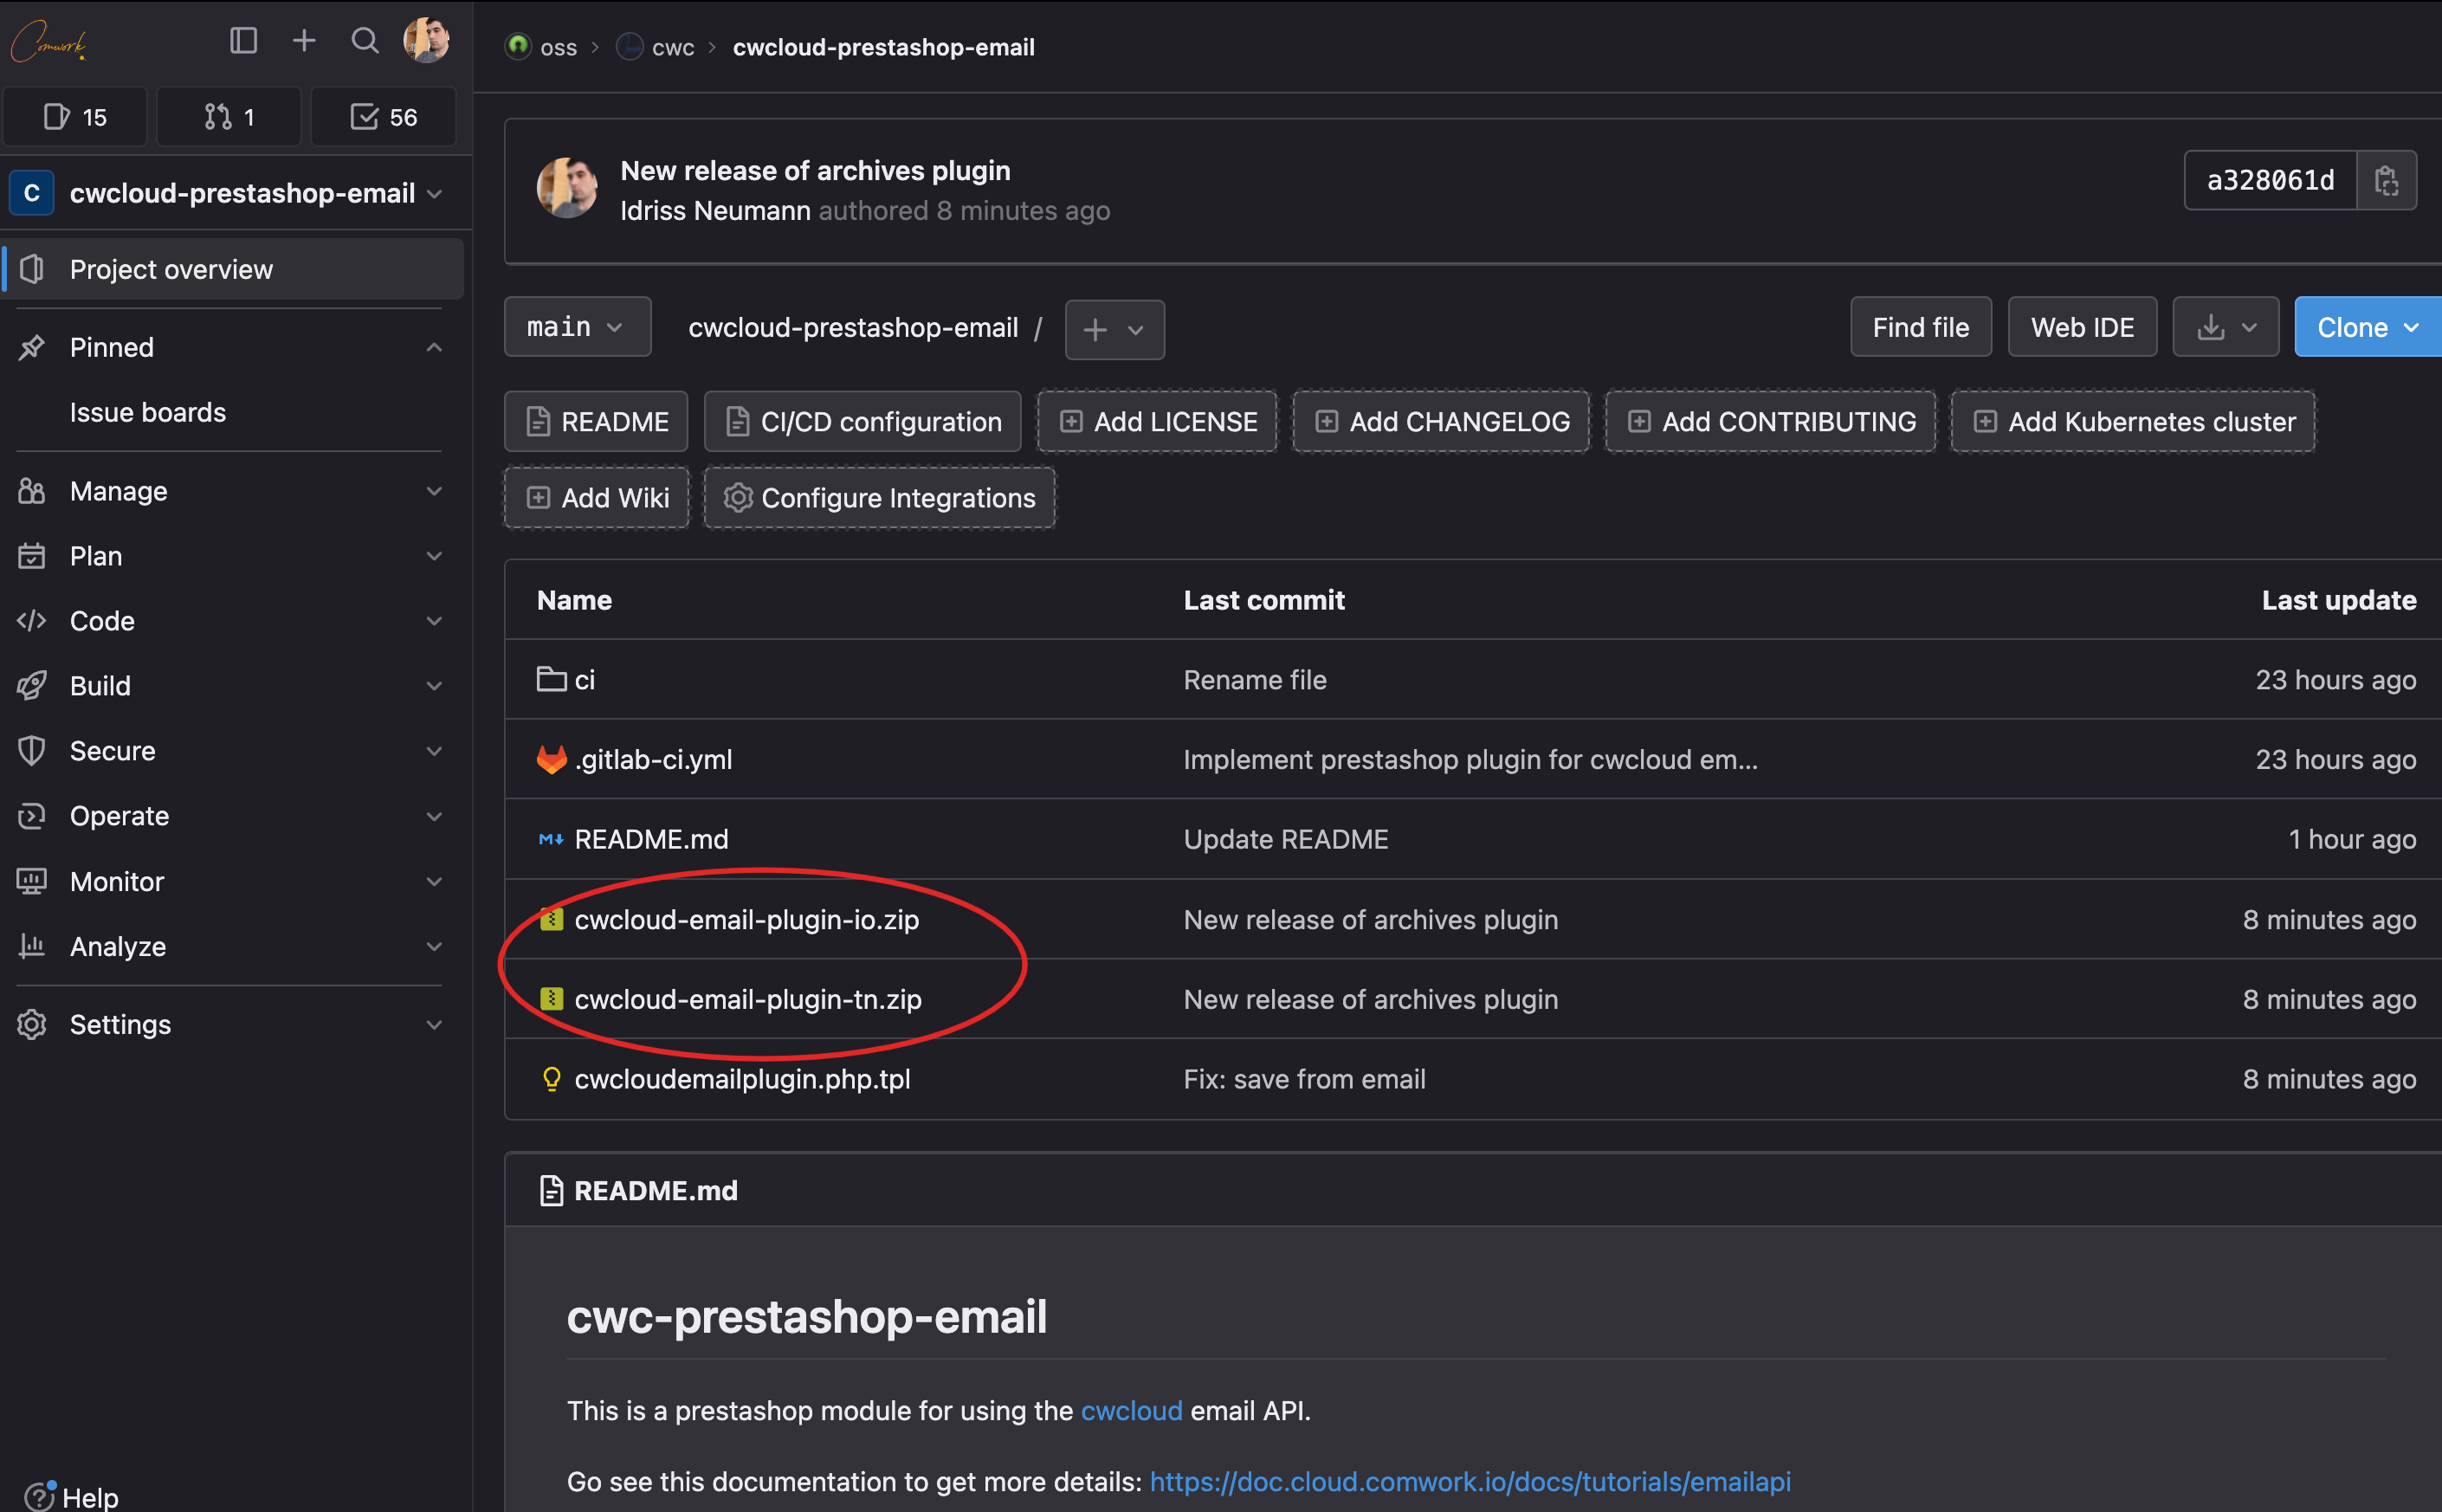 Comwork.
15
1
56
cwcloud-prestashop-email
C
Project overview
Pinned
Issue boards
Manage
Plan
Code
Build
Secure
Operate
Monitor
Analyze
Settings
Help
oss › cwc › cwcloud-prestashop-email
New release of archives plugin
Idriss Neumann authored 8 minutes ago
a328061d
main
cwcloud-prestashop-email /
Find file
Web IDE
Clone
README
CI/CD configuration
Add LICENSE
Add CHANGELOG
Add CONTRIBUTING
Add Kubernetes cluster
Add Wiki
Configure Integrations
Name Last commit Last update
ci Rename file 23 hours ago
.gitlab-ci.yml Implement prestashop plugin for cwcloud em... 23 hours ago
README.md Update README 1 hour ago
cwcloud-email-plugin-io.zip New release of archives plugin 8 minutes ago
cwcloud-email-plugin-tn.zip New release of archives plugin 8 minutes ago
cwcloudemailplugin.php.tpl Fix: save from email 8 minutes ago
README.md
cwc-prestashop-email
This is a prestashop module for using the cwcloud email API.
Go see this documentation to get more details: https://doc.cloud.comwork.io/docs/tutorials/emailapi